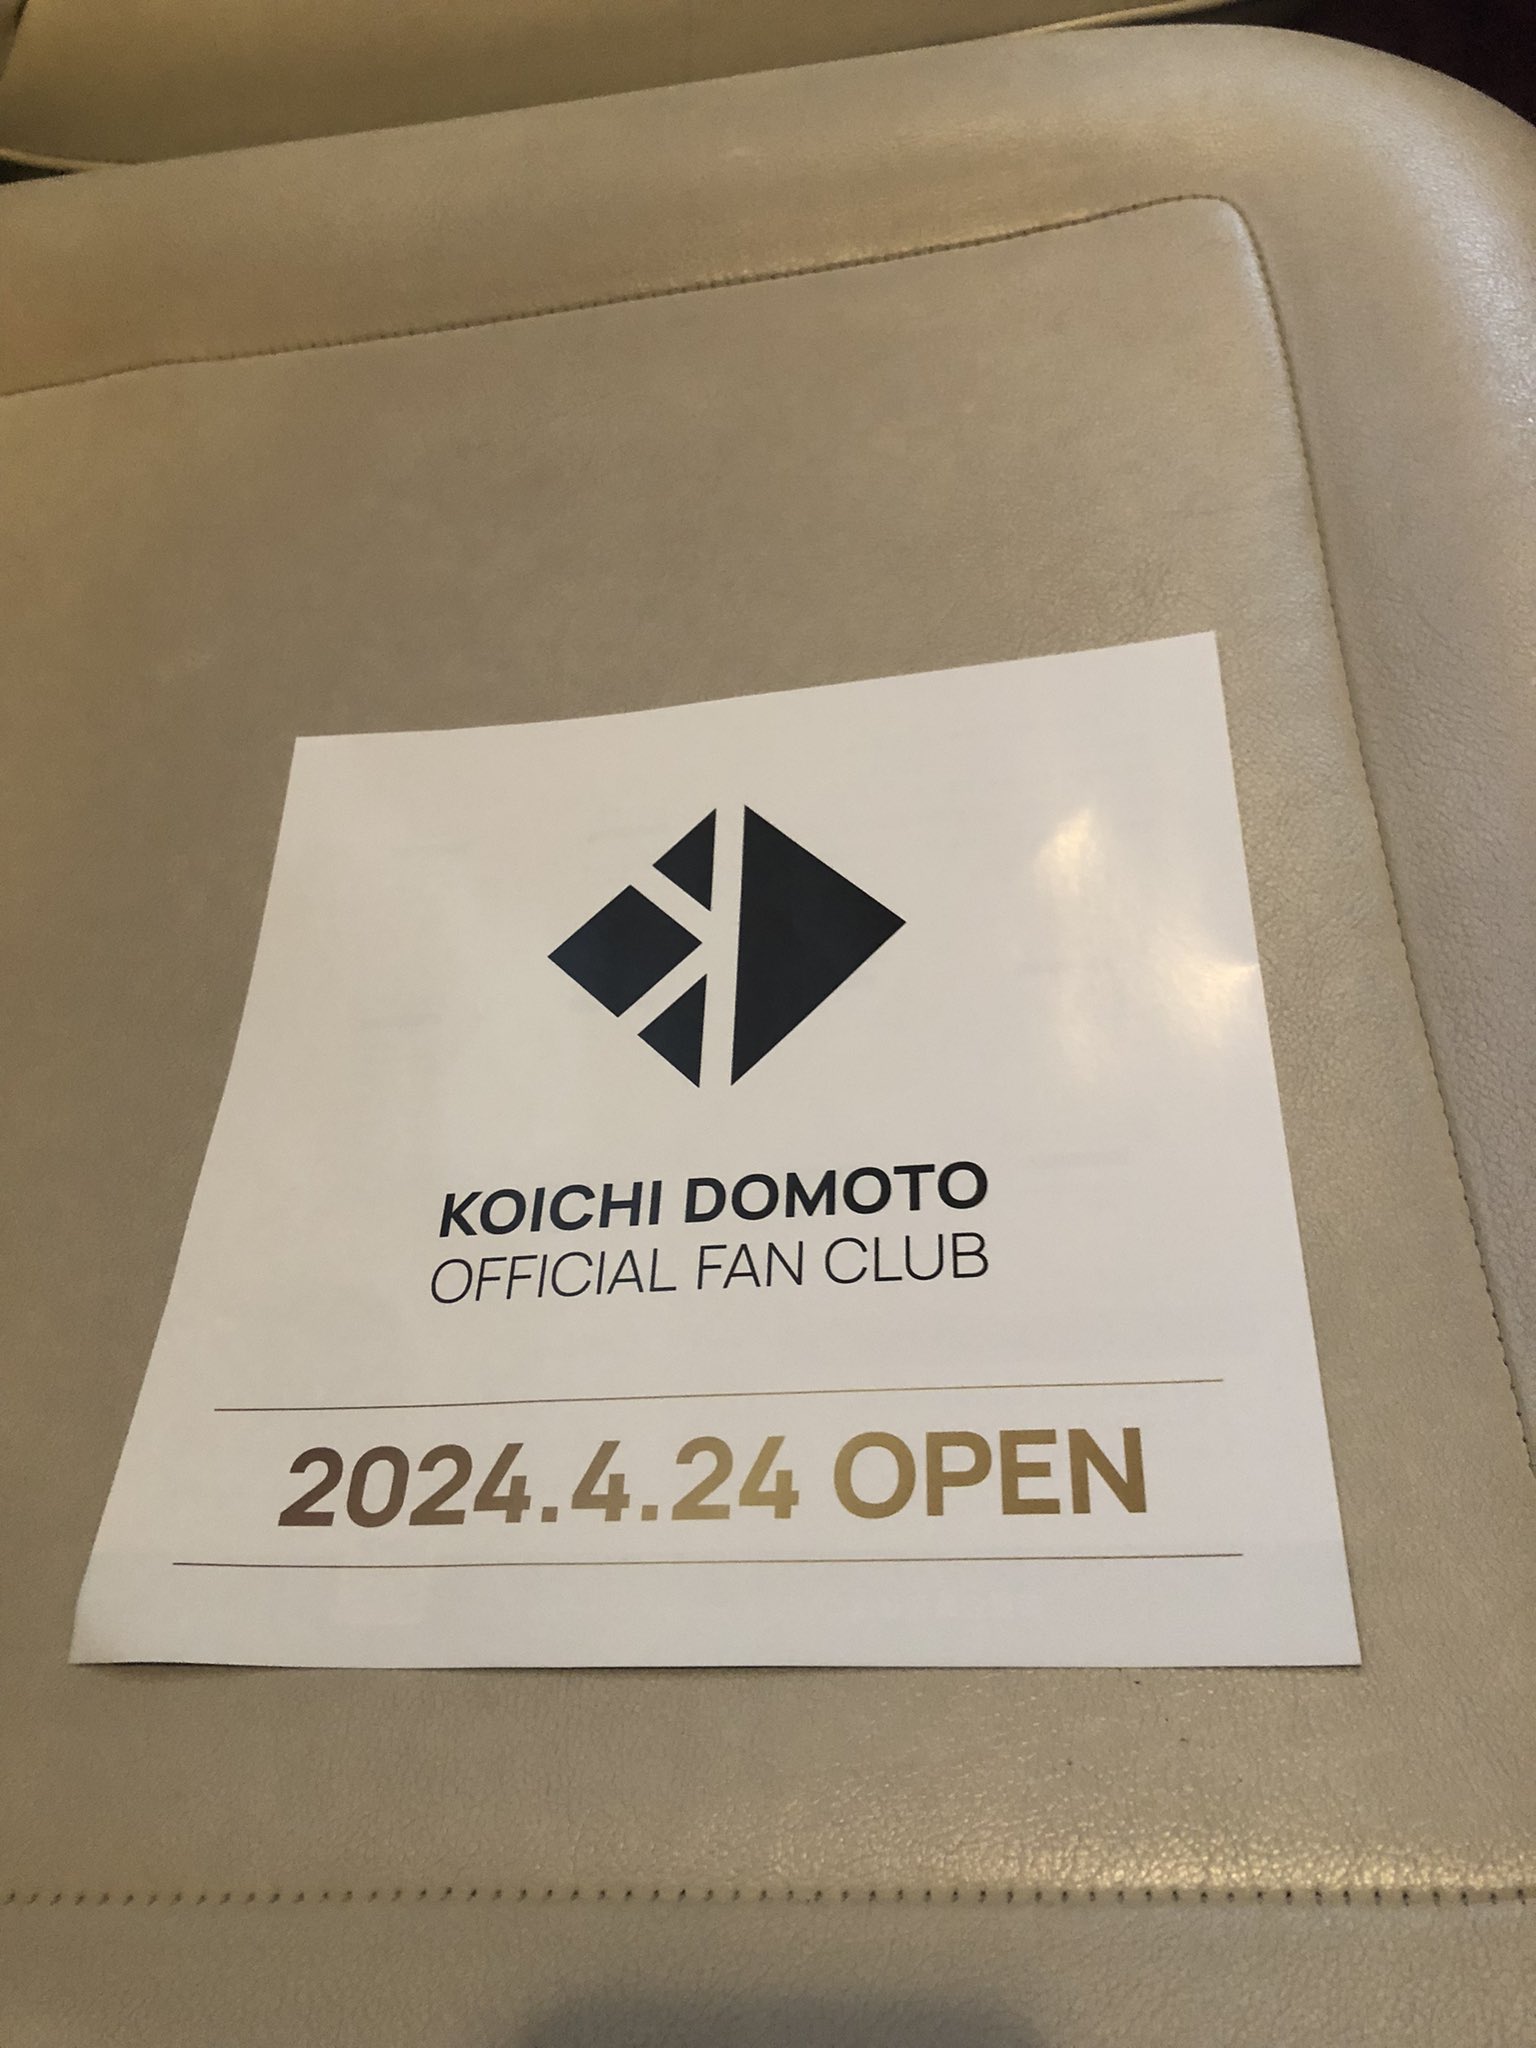 KOICHI DOMOTO
OFFICIAL FAN CLUB
2024.4.24 OPEN